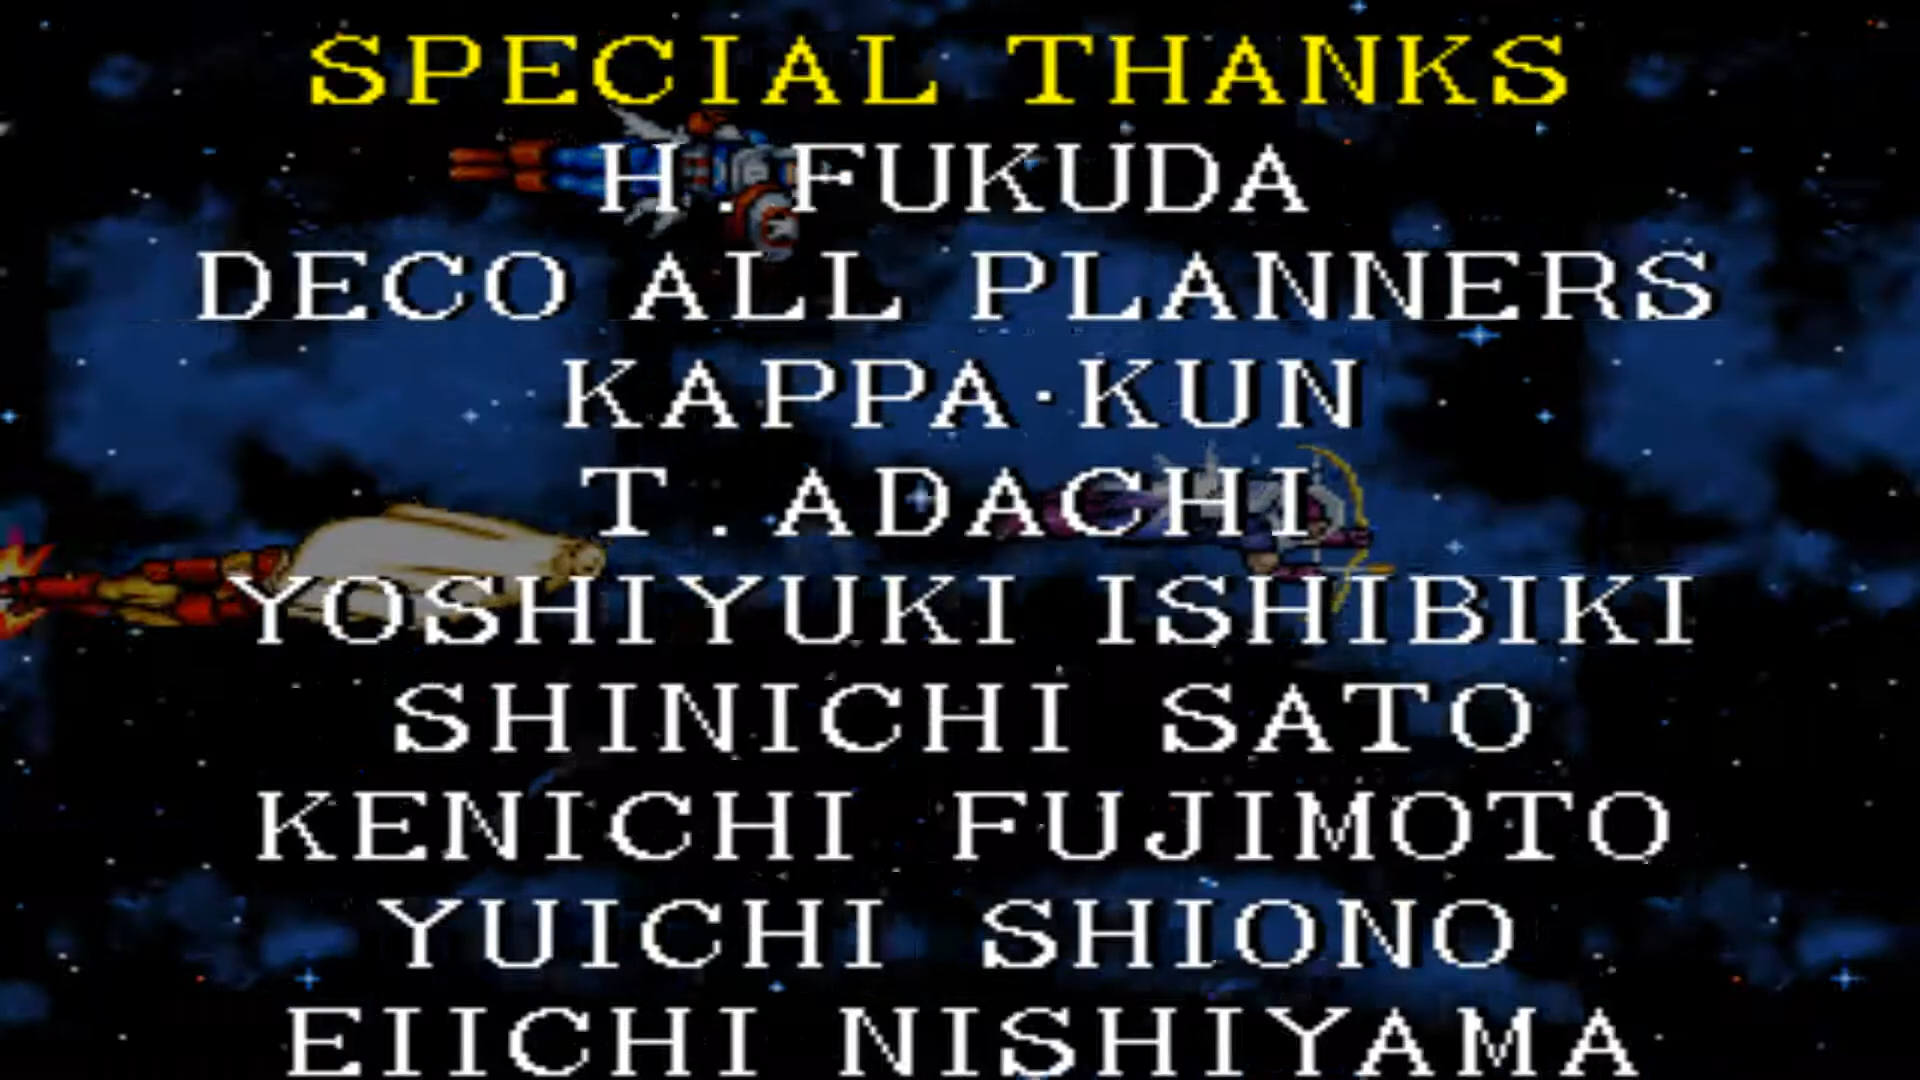 SPECIAL THANKS
H.FUKUDA
DECO ALL PLANNERS
KAPPA·KUN
T.ADACHI
YOSHIYUKI ISHIBIKI
SHINICHI SATO
KENICHI FUJIMOTO
YUICHI SHIONO
EIICHI NISHIYAMA